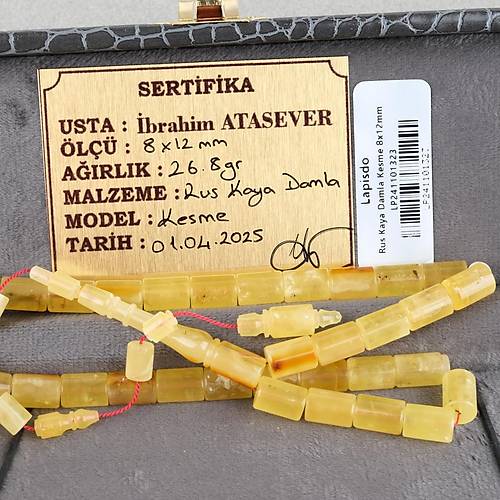 SERTİFİKA
USTA : İbrahim ATASEVER
ÖLÇÜ : 8x12 mm
AĞIRLIK : 26.8gr
MALZEME : Rus Kaya Damla
MODEL : Kesme
TARİH : 01.04.2025
Lapisdo
Rus Kaya Damla Kesme 8x12mm
LP241101323
LP241101323